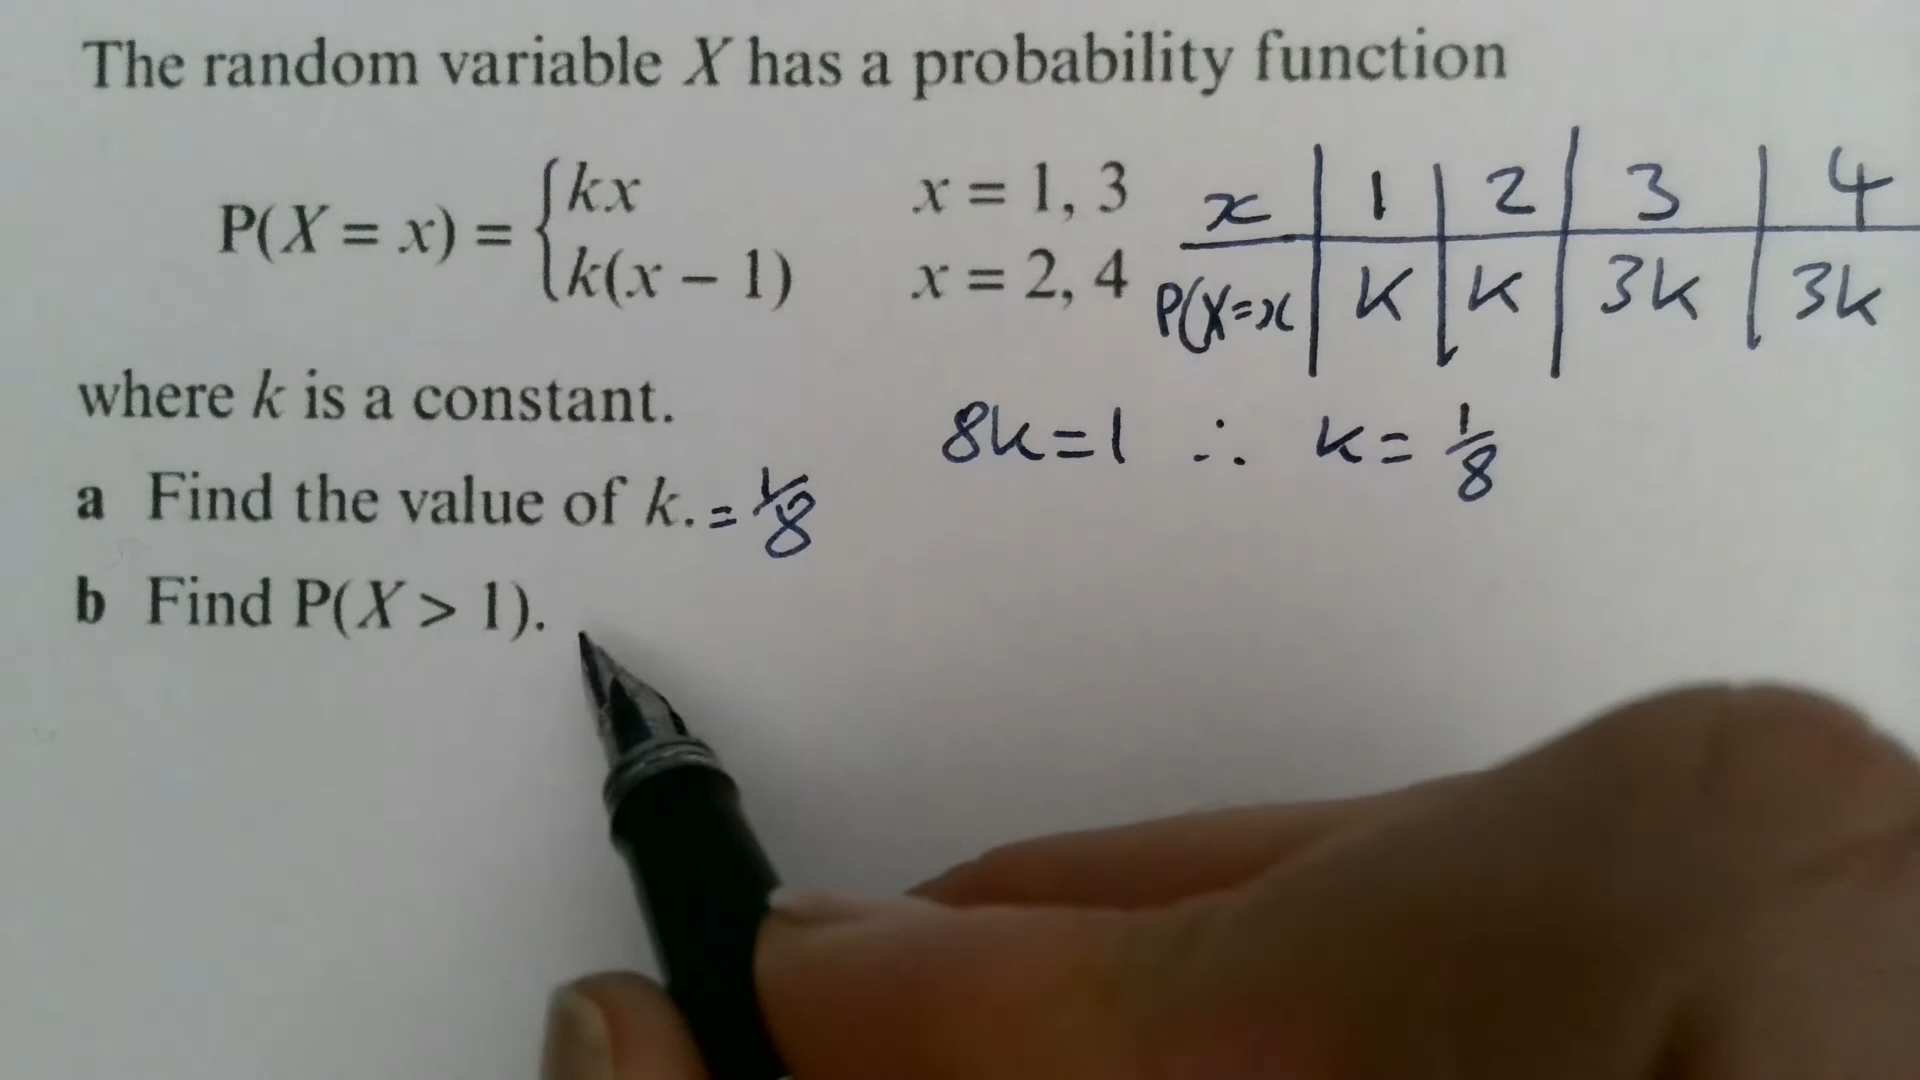 The random variable X has a probability function
P(X = x) = { kx x = 1, 3
k(x − 1) x = 2, 4
x | 1 | 2 | 3 | 4
P(X=x | k | k | 3k | 3k
where k is a constant.
8k=1 ∴ k= 1/8
a Find the value of k. = 1/8
b Find P(X > 1).